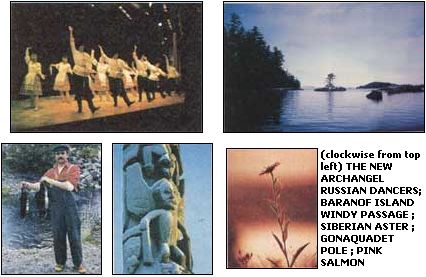 (clockwise from top
left) THE NEW
ARCHANGEL
RUSSIAN DANCERS;
BARANOF ISLAND
WINDY PASSAGE ;
SIBERIAN ASTER ;
GONAQUADET
POLE ; PINK
SALMON